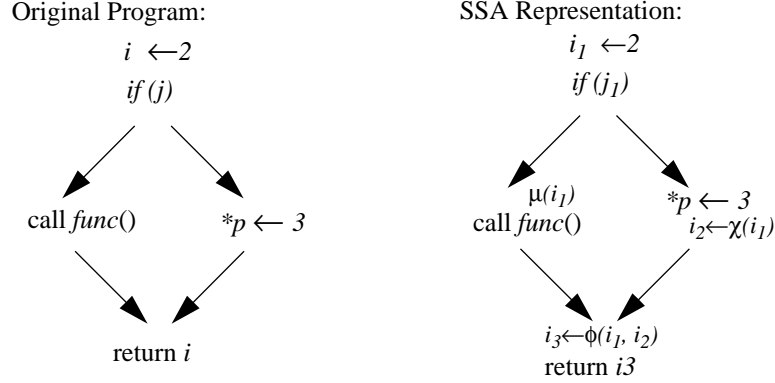 Original Program:
i ←2
if (j)
call func()
*p ← 3
return i
SSA Representation:
i₁ ←2
if (j₁)
μ(i₁)
call func()
*p ← 3
i₂←χ(i₁)
i₃←ϕ(i₁, i₂)
return i3